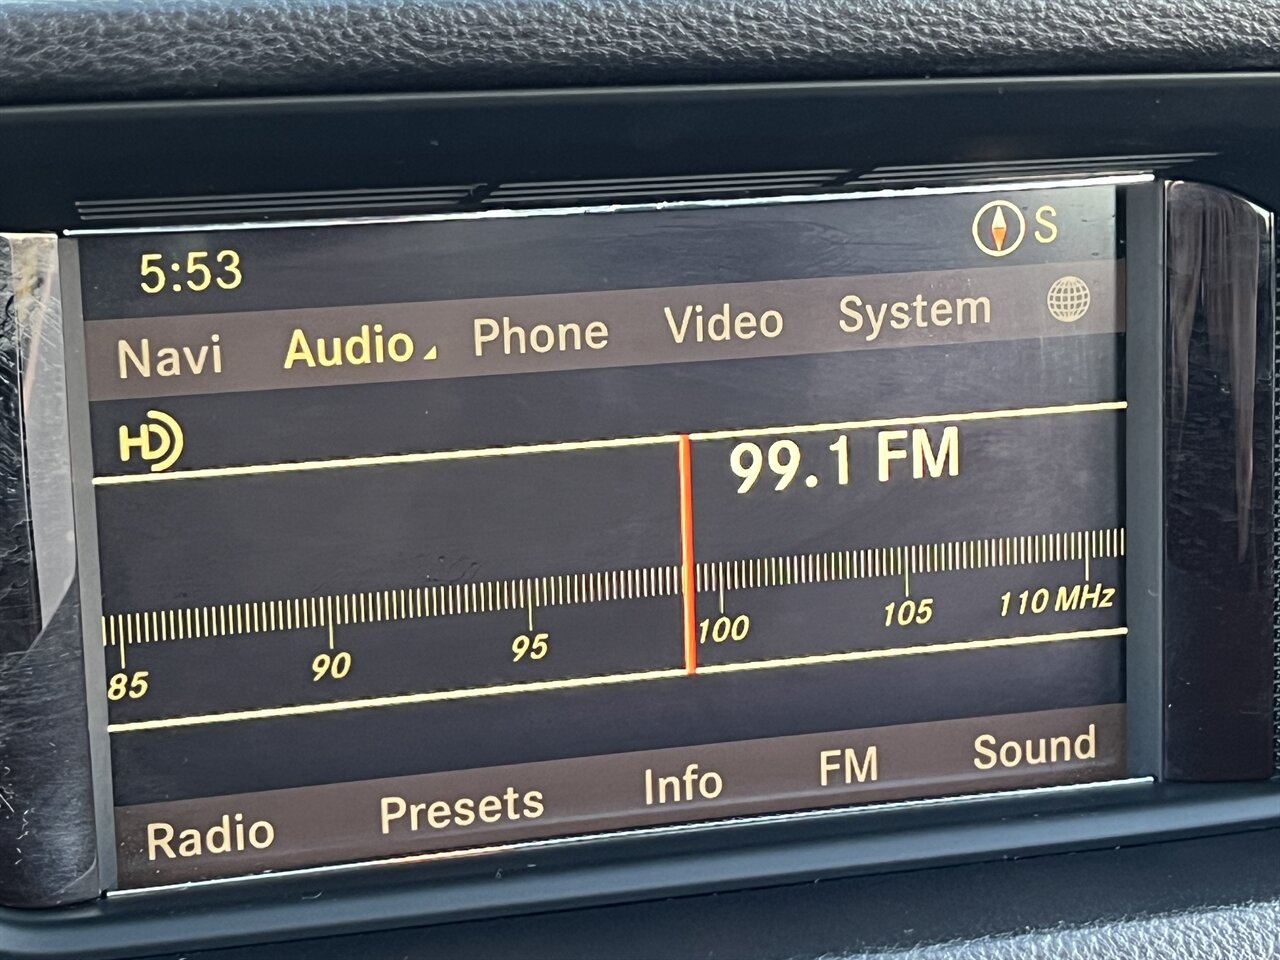 5:53 S
Navi Audio Phone Video System
HD
99.1 FM
85 90 95 100 105 110 MHz
Radio Presets Info FM Sound